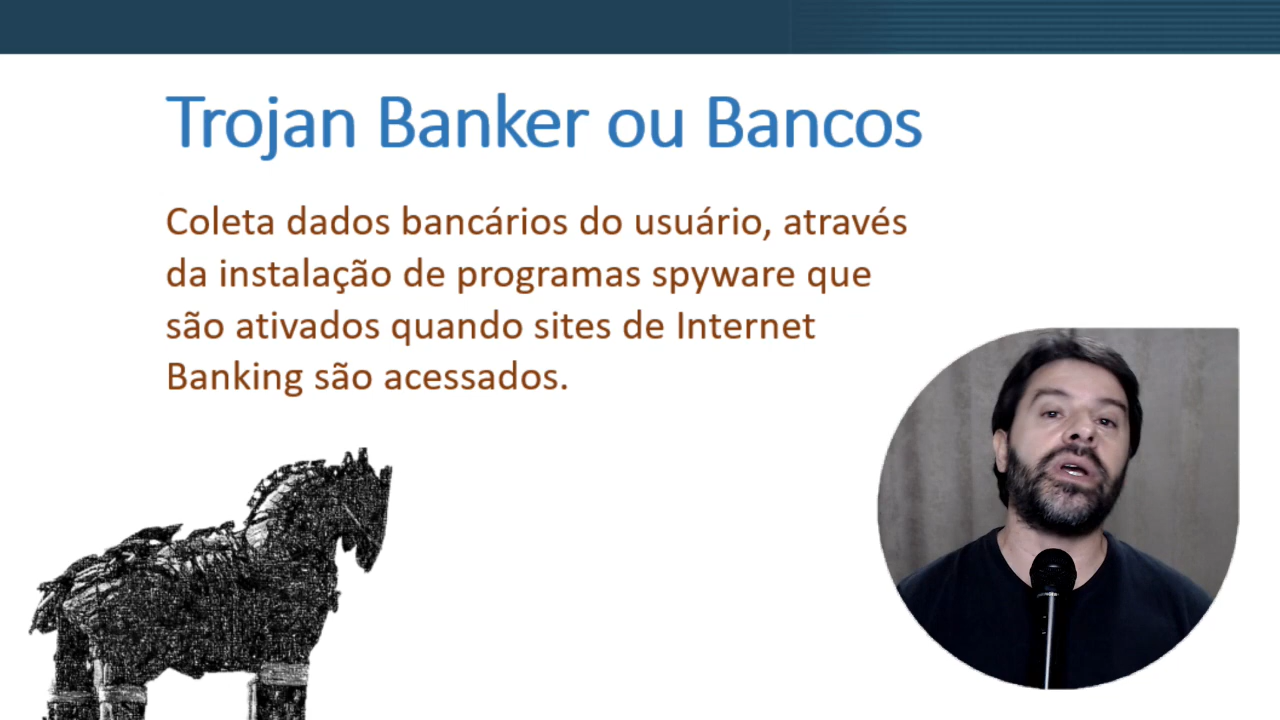 Trojan Banker ou Bancos
Coleta dados bancários do usuário, através
da instalação de programas spyware que
são ativados quando sites de Internet
Banking são acessados.